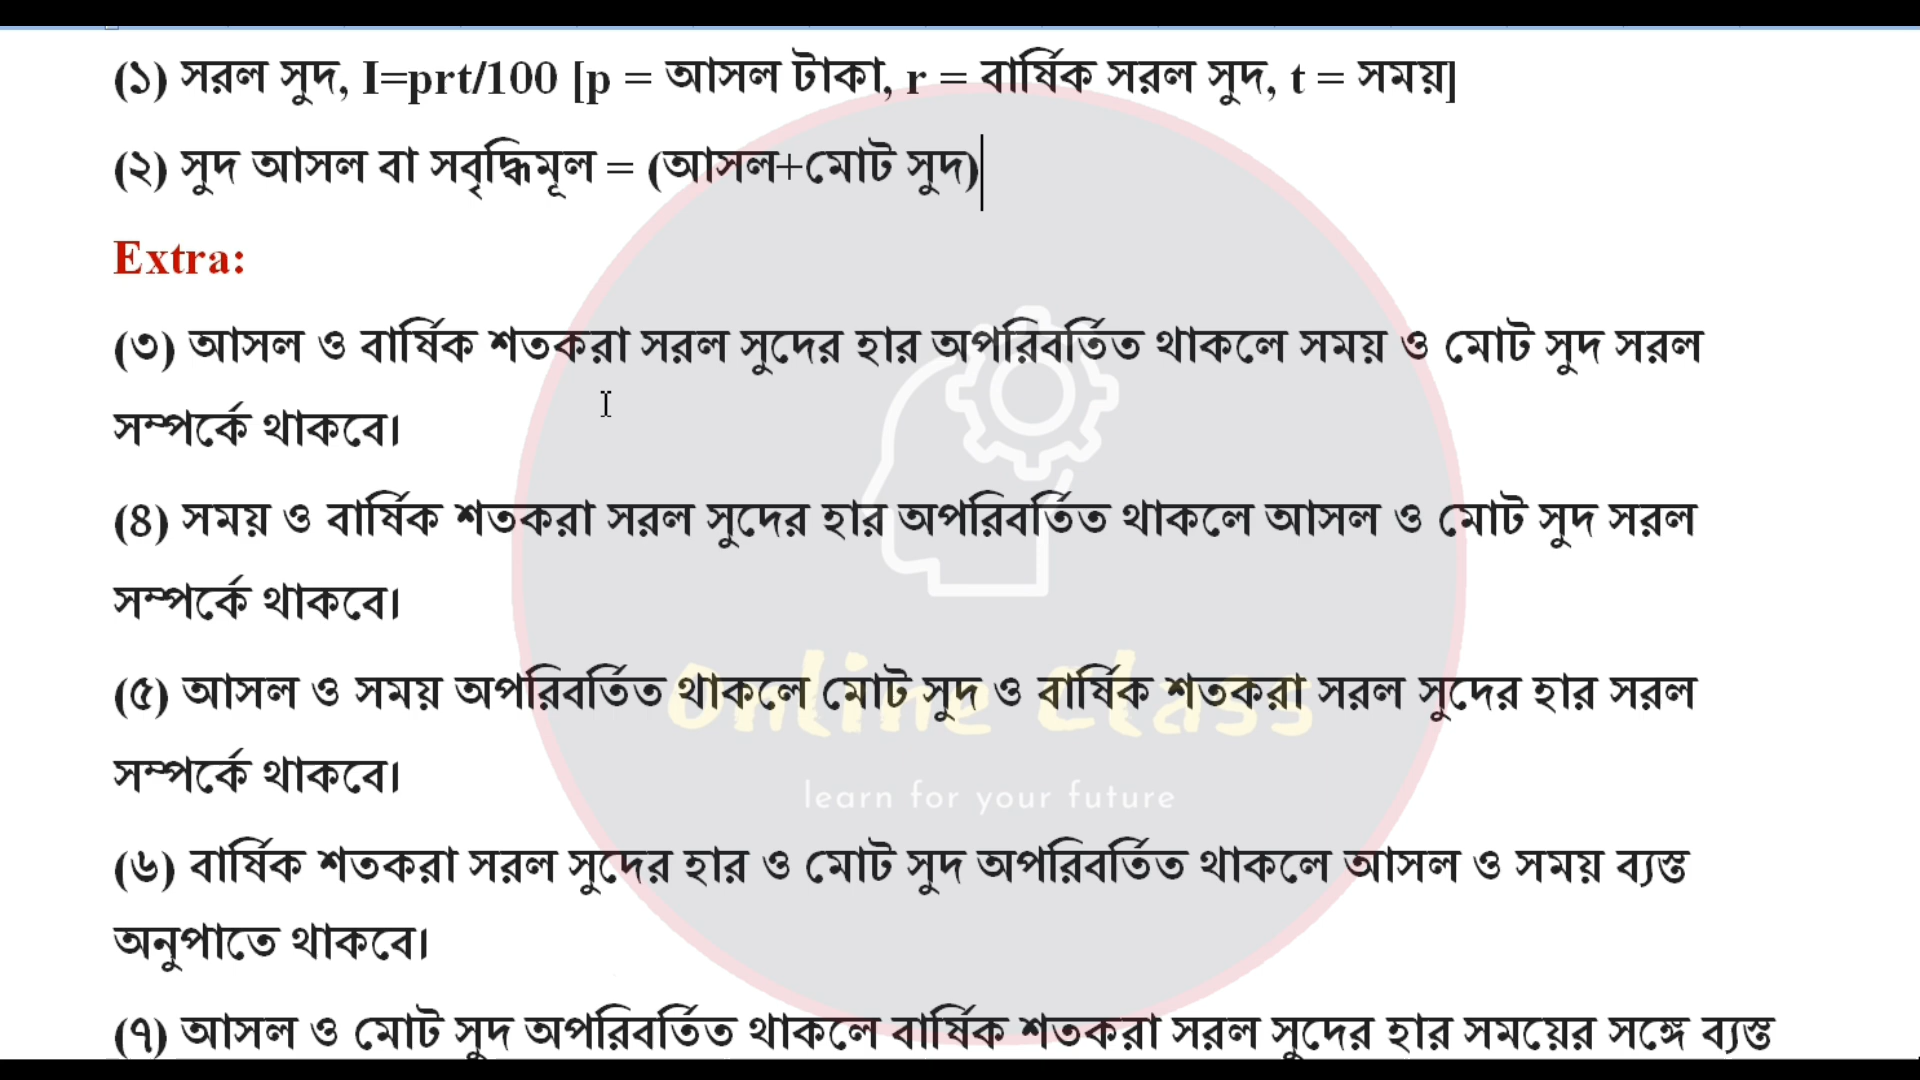 (১) সরল সুদ, I=prt/100 [p = আসল টাকা, r = বার্ষিক সরল সুদ, t = সময়]
(২) সুদ আসল বা সবৃদ্ধিমূল = (আসল+মোট সুদ)
Extra:
(৩) আসল ও বার্ষিক শতকরা সরল সুদের হার অপরিবর্তিত থাকলে সময় ও মোট সুদ সরল
সম্পর্কে থাকবে।
(8) সময় ও বার্ষিক শতকরা সরল সুদের হার অপরিবর্তিত থাকলে আসল ও মোট সুদ সরল
সম্পর্কে থাকবে।
(৫) আসল ও সময় অপরিবর্তিত থাকলে মোট সুদ ও বার্ষিক শতকরা সরল সুদের হার সরল
সম্পর্কে থাকবে।
(৬) বার্ষিক শতকরা সরল সুদের হার ও মোট সুদ অপরিবর্তিত থাকলে আসল ও সময় ব্যস্ত
অনুপাতে থাকবে।
(৭) আসল ও মোট সুদ অপরিবর্তিত থাকলে বার্ষিক শতকরা সরল সুদের হার সময়ের সঙ্গে ব্যস্ত
Online Class
learn for your future